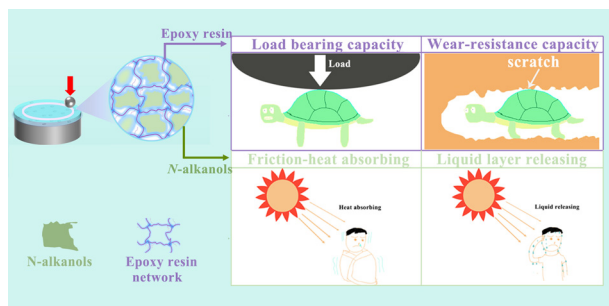 Epoxy resin
Load bearing capacity
Wear-resistance capacity
Load
scratch
N-alkanols
Friction-heat absorbing
Liquid layer releasing
Heat absorbing
Liquid releasing
N-alkanols
Epoxy resin
network